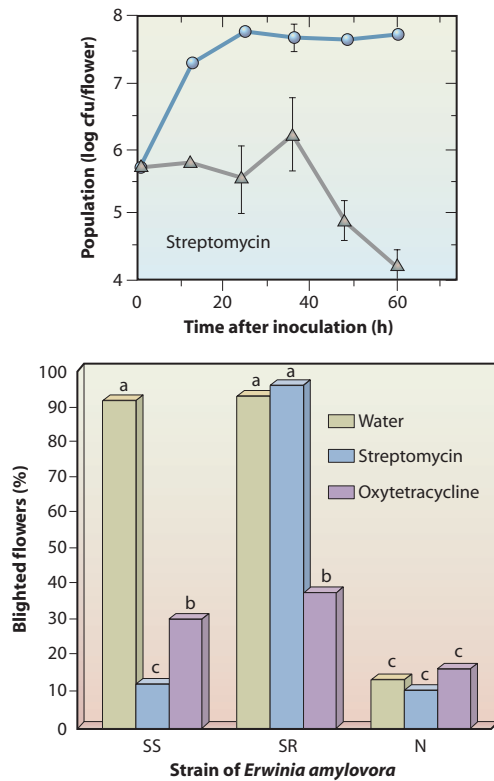 8
7
6
5
4
Population (log cfu/flower)
Streptomycin
0
20
40
60
Time after inoculation (h)
100
90
80
70
60
50
40
30
20
10
0
Blighted flowers (%)
a
a
a
b
b
c
c
c
c
Water
Streptomycin
Oxytetracycline
SS
SR
N
Strain of Erwinia amylovora